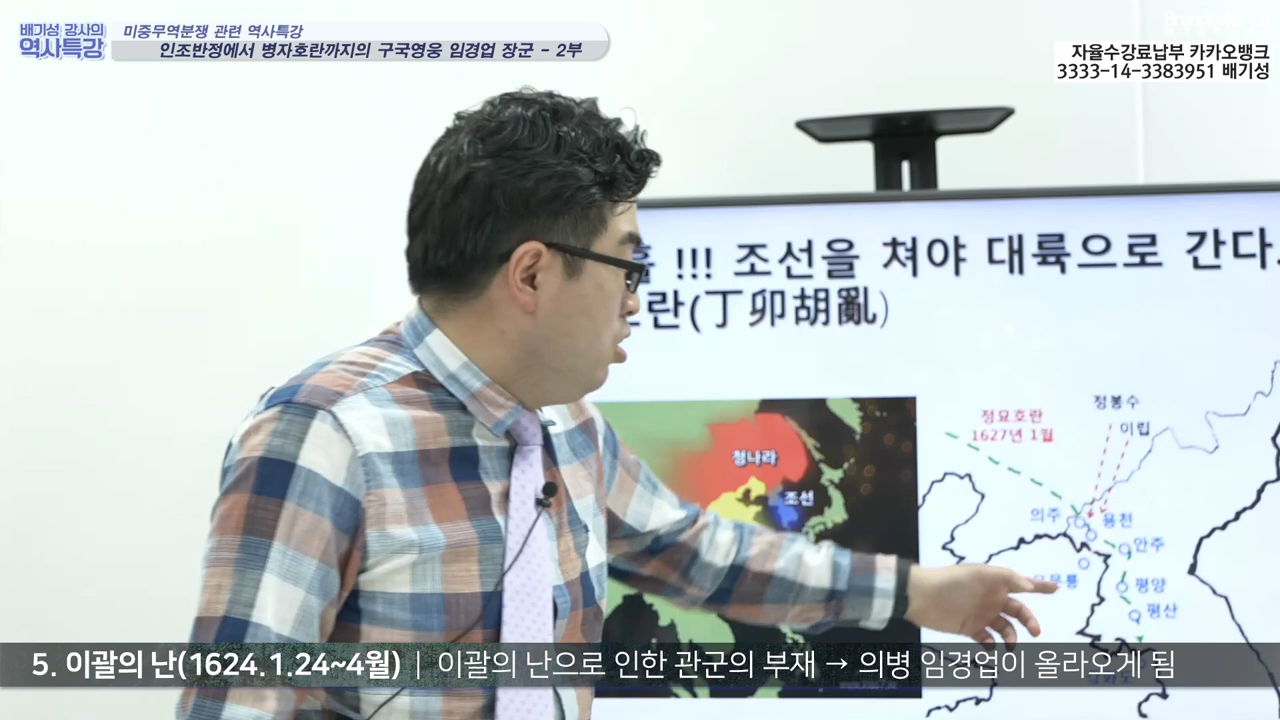 배기성 강사의
역사특강
미중무역분쟁 관련 역사특강
인조반정에서 병자호란까지의 구국영웅 임경업 장군 - 2부
자율수강료납부 카카오뱅크
3333-14-3383951 배기성
!!! 조선을 쳐야 대륙으로 간다.
란(丁卯胡亂)
청나라
조선
정묘호란
1627년 1월
정봉수
이립
의주
용천
안주
평양
평산
5. 이괄의 난(1624.1.24~4월) | 이괄의 난으로 인한 관군의 부재 → 의병 임경업이 올라오게 됨